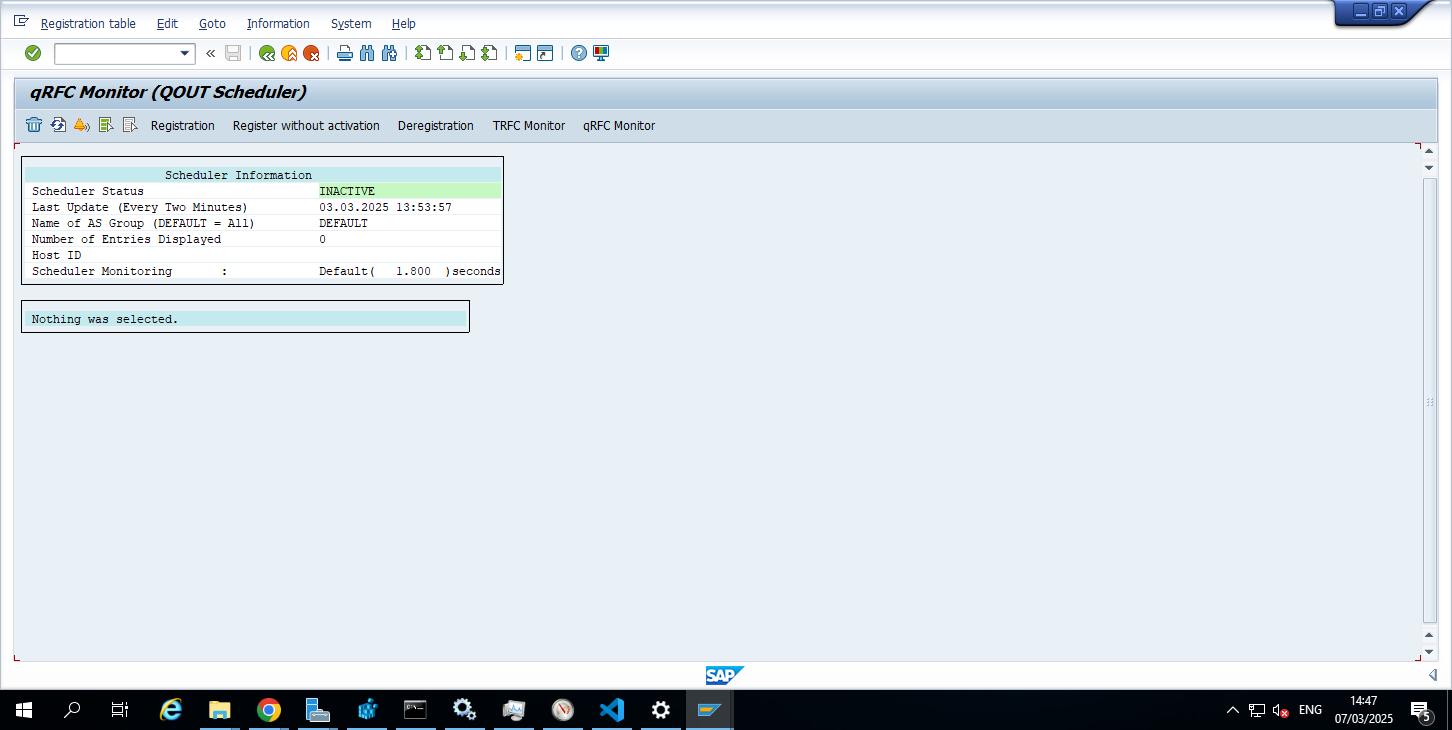 Registration table Edit Goto Information System Help
qRFC Monitor (QOUT Scheduler)
Registration Register without activation Deregistration TRFC Monitor qRFC Monitor
Scheduler Information
Scheduler Status INACTIVE
Last Update (Every Two Minutes) 03.03.2025 13:53:57
Name of AS Group (DEFAULT = All) DEFAULT
Number of Entries Displayed 0
Host ID
Scheduler Monitoring : Default( 1.800 )seconds
Nothing was selected.
SAP
ENG
14:47
07/03/2025
5